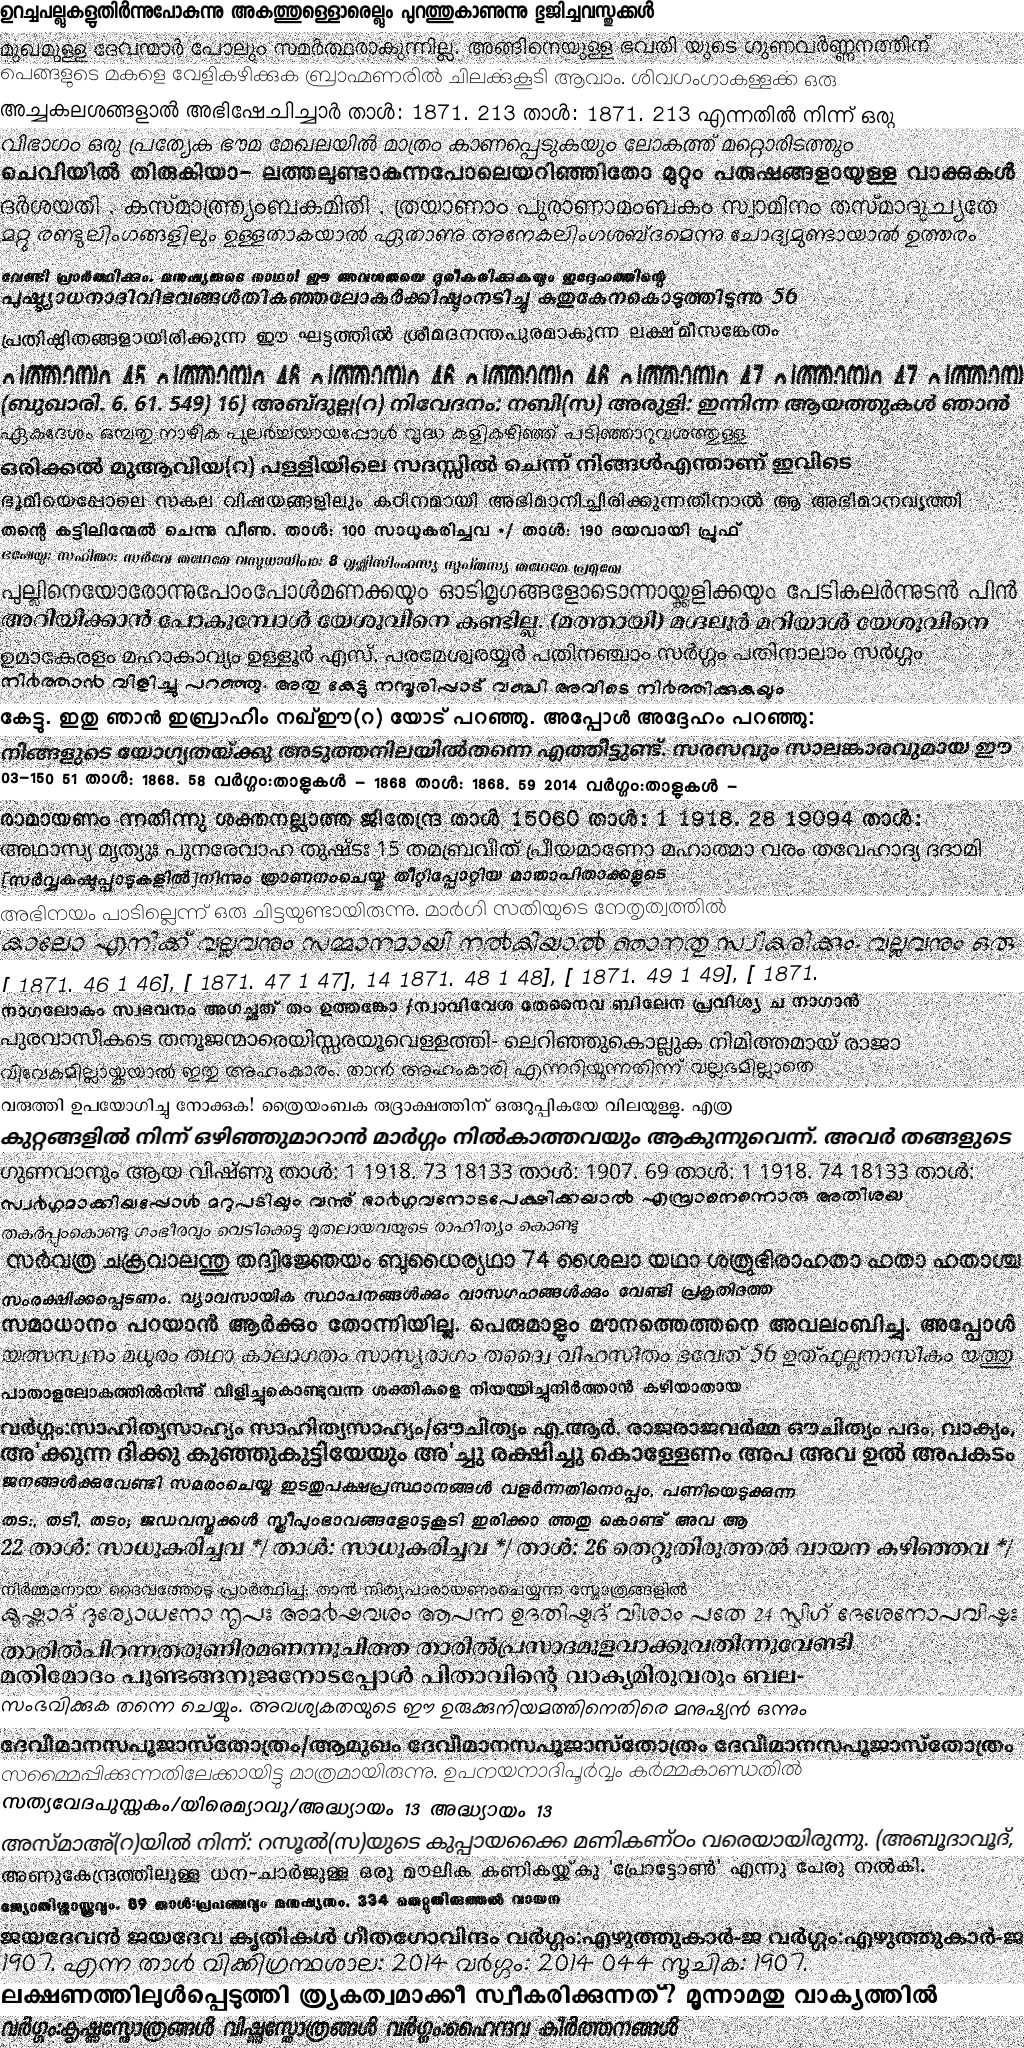 ഉറച്ചപല്ലുകളുതിർന്നുപോകുന്നു അകത്തുള്ളൊരെല്ലും പുറത്തുകാണുന്നു ഭുജിച്ചവസ്തുക്കൾ
മുഖമുള്ള ദേവന്മാർ പോലും സമർത്ഥരാകുന്നില്ല. അങ്ങിനെയുള്ള ഭവതി യുടെ ഗുണവർണ്ണനത്തിന്
പെങ്ങളുടെ മകളെ വേളികഴിക്കുക ബ്രാഹ്മണരിൽ ചിലക്കുകൂടി ആവാം. ശിവഗംഗാകള്ളക്ക ഒരു
അച്ചകലശങ്ങളാൽ അഭിഷേചിച്ചാർ താൾ: 1871. 213 താൾ: 1871. 213 എന്നതിൽ നിന്ന് ഒരു
വിഭാഗം ഒരു പ്രത്യേക ഭൗമ മേഖലയിൽ മാത്രം കാണപ്പെടുകയും ലോകത്ത് മറ്റൊരിടത്തും
ചെവിയിൽ തിരുകിയാ- ലത്തലുണ്ടാകുന്നപോലെയറിഞ്ഞിതോ മുറ്റും പരുഷങ്ങളായുള്ള വാക്കുകൾ
ദർശയതി . കസ്മാത്ത്ര്യംബകമിതി . ത്രയാണാം പുരാണാമംബകം സ്വാമിനം തസ്മാദുച്യതേ
മറ്റു രണ്ടുലിംഗങ്ങളിലും ഉള്ളതാകയാൽ ഏതാണു അനേകലിംഗശബ്ദമെന്നു ചോദ്യമുണ്ടായാൽ ഉത്തരം
വേണ്ടി പ്രാർത്ഥിക്കും. മനുഷ്യരുടെ നാഥാ! ഈ അവശതയെ ദൂരീകരിക്കുകയും ഇദ്ദേഹത്തിന്റെ
പുഷ്ട്യാധനാദിവിഭവങ്ങൾതികഞ്ഞലോകർക്കിഷ്ടംനടിച്ചു കുതുകേനകൊടുത്തിടുന്നു 56
പ്രതിഷ്ഠിതങ്ങളായിരിക്കുന്ന ഈ ഘട്ടത്തിൽ ശ്രീമദനന്തപുരമാകുന്ന ലക്ഷ്മീസങ്കേതം
(ബുഖാരി. 6. 61. 549) 16) അബ്ദുല്ല(റ) നിവേദനം: നബി(സ) അരുളി: ഇന്നിന്ന ആയത്തുകൾ ഞാൻ
ഏകദേശം ഒമ്പതു നാഴിക പുലർച്ചയായപ്പോൾ വൃദ്ധ കുളികഴിഞ്ഞ് പടിഞ്ഞാറുവശത്തുള്ള
ഒരിക്കൽ മുആവിയ(റ) പള്ളിയിലെ സദസ്സിൽ ചെന്ന് നിങ്ങൾഎന്താണ് ഇവിടെ
ഭൂമിയെപ്പോലെ സകല വിഷയങ്ങളിലും കഠിനമായി അഭിമാനിച്ചിരിക്കുന്നതിനാൽ ആ അഭിമാനവൃത്തി
തന്റെ കട്ടിലിന്മേൽ ചെന്നു വീണു. താൾ: 100 സാധൂകരിച്ചവ */ താൾ: 190 ദയവായി പ്രൂഫ്
പുല്ലിനെയോരോന്നുപോംപോൾമണക്കയും ഓടിമൃഗങ്ങളോടൊന്നായ്ക്കളിക്കയും പേടികലർന്നുടൻ പിൻ
അറിയിക്കാൻ പോകുമ്പോൾ യേശുവിനെ കണ്ടില്ല. (മത്തായി) മഗ്ദലൂർ മറിയാൾ യേശുവിനെ
ഉമാകേരളം മഹാകാവ്യം ഉള്ളൂർ എസ്. പരമേശ്വരയ്യർ പതിനഞ്ചാം സർഗ്ഗം പതിനാലാം സർഗ്ഗം
നിർത്താൻ വിളിച്ചു പറഞ്ഞു. അതു കേട്ടു നമ്പൂരിപ്പാട് വഞ്ചി അവിടെ നിർത്തിക്കുകയും
കേട്ടു. ഇതു ഞാൻ ഇബ്രാഹിം നഖ്ഈ(റ) യോട് പറഞ്ഞു. അപ്പോൾ അദ്ദേഹം പറഞ്ഞു:
നിങ്ങളുടെ യോഗ്യതയ്ക്കു അടുത്തനിലയിൽതന്നെ എത്തീട്ടുണ്ട്. സരസവും സാലങ്കാരവുമായ ഈ
03-150 51 താൾ: 1868. 58 വർഗ്ഗം:താളുകൾ – 1868 താൾ: 1868. 59 2014 വർഗ്ഗം:താളുകൾ –
രാമായണം ന്നതിന്നു ശക്തനല്ലാത്ത ജിതേന്ദ്ര താൾ 15060 താൾ: 1 1918. 28 19094 താൾ:
അഥാസ്യ മൃത്യുഃ പുനരേവാഹ തുഷ്ടഃ 15 തമബ്രവീത് പ്രീയമാണോ മഹാത്മാ വരം തവേഹാദ്യ ദദാമി
[സർവ്വകഷ്ടപ്പാടുകളിൽ]നിന്നും ത്രാണനംചെയ്തു തീറ്റിപ്പോറ്റിയ മാതാപിതാക്കളുടെ
അഭിനയം പാടില്ലെന്ന് ഒരു ചിട്ടയുണ്ടായിരുന്നു. മാർഗി സതിയുടെ നേതൃത്വത്തിൽ
കാലോ എനിക്ക് വല്ലവനും സമ്മാനമായി നൽകിയാൽ ഞാനതു സ്വീകരിക്കും. വല്ലവനും ഒരു
[ 1871. 46 1 46], [ 1871. 47 1 47], 14 1871. 48 1 48], [ 1871. 49 1 49], [ 1871.
നാഗലോകം സ്വഭവനം അഗച്ഛത് തം ഉത്തങ്കോ ഽന്വാവിവേശ തേനൈവ ബിലേന പ്രവിശ്യ ച നാഗാൻ
പുരവാസീകടെ തനൂജന്മാരെയിസ്സരയൂവെള്ളത്തി- ലെറിഞ്ഞുകൊല്ലുക നിമിത്തമായ് രാജാ
വിവേകമില്ലായ്കയാൽ ഇതു അഹംകാരം. താൻ അഹംകാരി എന്നറിയുന്നതിന്ന് വല്ലഭമില്ലാതെ
വരുത്തി ഉപയോഗിച്ചു നോക്കുക! ത്രൈയംബക രുദ്രാക്ഷത്തിന് ഒരുറുപ്പികയേ വിലയുള്ളു. എത്ര
കുറ്റങ്ങളിൽ നിന്ന് ഒഴിഞ്ഞുമാറാൻ മാർഗ്ഗം നിൽകാത്തവയും ആകുന്നുവെന്ന്. അവർ തങ്ങളുടെ
ഗുണവാനും ആയ വിഷ്ണു താൾ: 1 1918. 73 18133 താൾ: 1907. 69 താൾ: 1 1918. 74 18133 താൾ:
സ്വർഗ്ഗമാക്കിയപ്പോൾ മറുപടിയും വന്നു് ഭാർഗ്ഗവനോടപേക്ഷിക്കയാൽ എമ്പ്രാനെന്നൊരു അതിശയ
തകർപ്പുംകൊണ്ടു ഗംഭീരവും വെടിക്കെട്ടു മുതലായവയുടെ രാഹിത്യം കൊണ്ടു
സർവത്ര ചക്രവാലന്തു തദ്വിജ്ഞേയം ബുധൈര്യഥാ 74 ശൈലാ യഥാ ശത്രുഭിരാഹതാ ഹതാ ഹതാശ്ച
സംരക്ഷിക്കപ്പെടണം. വ്യാവസായിക സ്ഥാപനങ്ങൾക്കും വാസഗൃഹങ്ങൾക്കും വേണ്ടി പ്രകൃതിദത്ത
സമാധാനം പറയാൻ ആർക്കും തോന്നിയില്ല. പെരുമാളും മൗനത്തെത്തനെ അവലംബിച്ചു. അപ്പോൾ
യത്സസ്വനം മധുരം തഥാ കാലാഗതം സാസ്യരാഗം തദ്വൈ വിഹസിതം ഭവേത് 56 ഉത്ഫുല്ലനാസികം യത്തു
പാതാളലോകത്തിൽനിന്നു് വിളിച്ചുകൊണ്ടുവന്ന ശക്തികളെ നിയന്ത്രിച്ചുനിർത്താൻ കഴിയാതായ
വർഗ്ഗം:സാഹിത്യസാഹ്യം സാഹിത്യസാഹ്യം/ഔചിത്യം എ.ആർ. രാജരാജവർമ്മ ഔചിത്യം പദം, വാക്യം,
അ'ക്കുന്ന ദിക്കു കുഞ്ഞുകുട്ടിയേയും അ' ച്ചു രക്ഷിച്ചു കൊള്ളേണം അപ അവ ഉൽ അപകടം
ജനങ്ങൾക്കുവേണ്ടി സമരംചെയ്ത ഇടതുപക്ഷപ്രസ്ഥാനങ്ങൾ വളർന്നതിനൊപ്പം, പണിയെടുക്കുന്ന
തടഃ, തടീ, തടം; ജഡവസ്തുക്കൾ സ്ത്രീപുംഭാവങ്ങളോടുകൂടി ഇരിക്കാ ത്തതു കൊണ്ട് അവ ആ
22 താൾ: സാധൂകരിച്ചവ */ താൾ: സാധൂകരിച്ചവ */ താൾ: 26 തെറ്റുതിരുത്തൽ വായന കഴിഞ്ഞവ */
നിർമ്മമനായ ദൈവത്തോടു പ്രാർത്ഥിച്ചു; താൻ നിത്യപാരായണംചെയ്യുന്ന സ്തോത്രങ്ങളിൽ
കൃഷ്ണാദ് ദുര്യോധനോ നൃപഃ അമർഷവശം ആപന്ന ഉദതിഷ്ഠദ് വിശാം പതേ 24 സ്ഫിഗ് ദേശേനോപവിഷ്ടഃ
താരിൽപിറന്നതരുണിരമണന്നുചിത്ത താരിൽപ്രസാദമുളവാക്കുവതിന്നുവേണ്ടി
മതിമോദം പൂണ്ടങ്ങനുജനോടപ്പോൾ പിതാവിന്റെ വാക്യമിരുവരും ബല-
സംഭവിക്കുക തന്നെ ചെയ്യും. അവശ്യകതയുടെ ഈ ഉരുക്കുനിയമത്തിനെതിരെ മനുഷ്യൻ ഒന്നും
ദേവീമാനസപൂജാസ്തോത്രം/ആമുഖം ദേവീമാനസപൂജാസ്തോത്രം ദേവീമാനസപൂജാസ്തോത്രം
സമ്മൈപ്പിക്കുന്നതിലേക്കായിട്ടു മാത്രമായിരുന്നു. ഉപനയനാദിപൂർവ്വം കർമ്മകാണ്ഡതിൽ
സത്യവേദപുസ്തകം/യിരെമ്യാവു/അദ്ധ്യായം 13 അദ്ധ്യായം 13
അസ്മാഅ്(റ)യിൽ നിന്ന്: റസൂൽ(സ)യുടെ കുപ്പായക്കൈ മണികണ്ഠം വരെയായിരുന്നു. (അബൂദാവൂദ്,
അണുകേന്ദ്രത്തിലുള്ള ധന-ചാർജുള്ള ഒരു മൗലിക കണികയ്ക്കു 'പ്രോട്ടോൺ' എന്നു പേരു നൽകി.
ജ്യോതിശ്ശാസ്ത്രവും. 89 താൾ:പ്രപഞ്ചവും മനുഷ്യനും. 334 തെറ്റുതിരുത്തൽ വായന
ജയദേവൻ ജയദേവ കൃതികൾ ഗീതഗോവിന്ദം വർഗ്ഗം:എഴുത്തുകാർ-ജ വർഗ്ഗം:എഴുത്തുകാർ-ജ
1907. എന്ന താൾ വിക്കിഗ്രന്ഥശാല: 2014 വർഗ്ഗം: 2014 044 സൂചിക: 1907.
ലക്ഷണത്തിലുൾപ്പെടുത്തി ത്ര്യകത്വമാക്കീ സ്വീകരിക്കുന്നത്? മൂന്നാമതു വാക്യത്തിൽ
വർഗ്ഗം:കൃഷ്ണസ്തോത്രങ്ങൾ വിഷ്ണുസ്തോത്രങ്ങൾ വർഗ്ഗം:ഹൈന്ദവ കീർത്തനങ്ങൾ